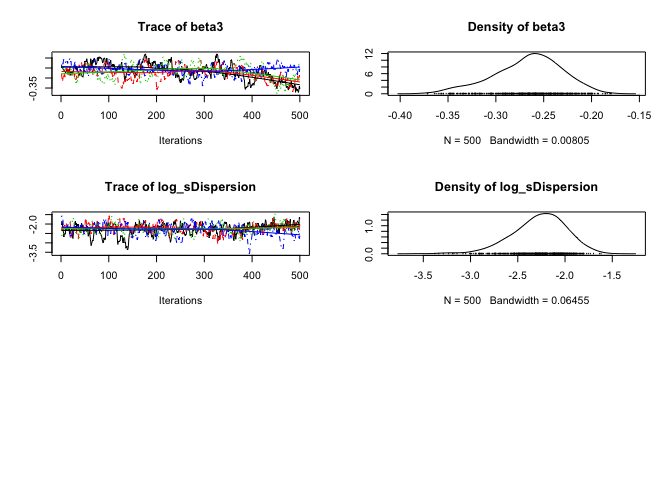 Trace of beta3
-0.35
0 100 200 300 400 500
Iterations
Density of beta3
0 6 12
-0.40 -0.35 -0.30 -0.25 -0.20 -0.15
N = 500 Bandwidth = 0.00805
Trace of log_sDispersion
-3.5 -2.0
0 100 200 300 400 500
Iterations
Density of log_sDispersion
0.0 1.0
-3.5 -3.0 -2.5 -2.0 -1.5
N = 500 Bandwidth = 0.06455